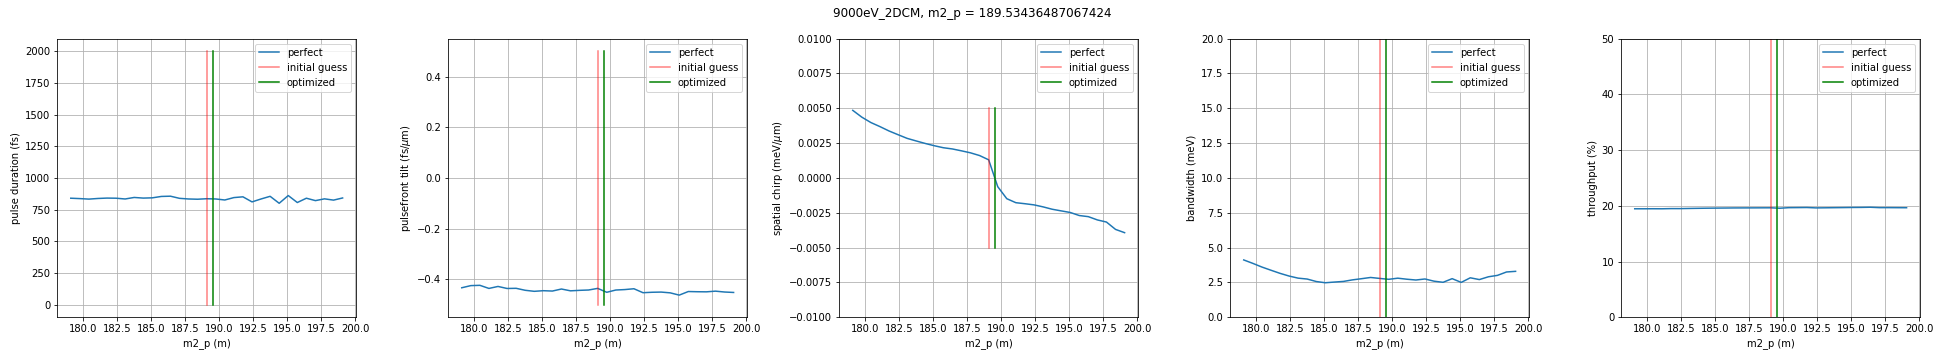 9000eV_2DCM, m2_p = 189.53436487067424
pulse duration (fs)
2000
1750
1500
1250
1000
750
500
250
0
180.0 182.5 185.0 187.5 190.0 192.5 195.0 197.5 200.0
m2_p (m)
perfect
initial guess
optimized
pulsefront tilt (fs/μm)
0.4
0.2
0.0
−0.2
−0.4
180.0 182.5 185.0 187.5 190.0 192.5 195.0 197.5 200.0
m2_p (m)
perfect
initial guess
optimized
spatial chirp (meV/μm)
0.0100
0.0075
0.0050
0.0025
0.0000
−0.0025
−0.0050
−0.0075
−0.0100
180.0 182.5 185.0 187.5 190.0 192.5 195.0 197.5 200.0
m2_p (m)
perfect
initial guess
optimized
bandwidth (meV)
20.0
17.5
15.0
12.5
10.0
7.5
5.0
2.5
0.0
180.0 182.5 185.0 187.5 190.0 192.5 195.0 197.5 200.0
m2_p (m)
perfect
initial guess
optimized
throughput (%)
50
40
30
20
10
0
180.0 182.5 185.0 187.5 190.0 192.5 195.0 197.5 200.0
m2_p (m)
perfect
initial guess
optimized